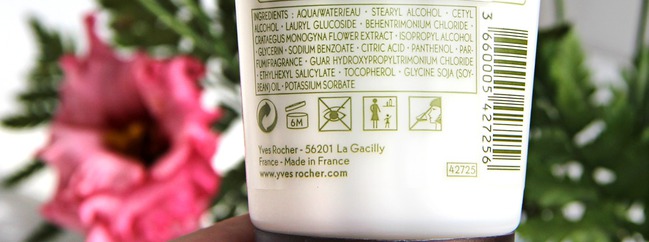 INGREDIENTS : AQUA/WATER/EAU • STEARYL ALCOHOL • CETYL
ALCOHOL • LAURYL GLUCOSIDE • BEHENTRIMONIUM CHLORIDE •
CRATAEGUS MONOGYNA FLOWER EXTRACT • ISOPROPYL ALCOHOL
• GLYCERIN • SODIUM BENZOATE • CITRIC ACID • PANTHENOL • PAR-
FUM/FRAGRANCE • GUAR HYDROXYPROPYLTRIMONIUM CHLORIDE
• ETHYLHEXYL SALICYLATE • TOCOPHEROL • GLYCINE SOJA (SOY-
BEAN) OIL • POTASSIUM SORBATE
6M
Yves Rocher - 56201 La Gacilly
France - Made in France
www.yves rocher.com
42725
3 660005 427256